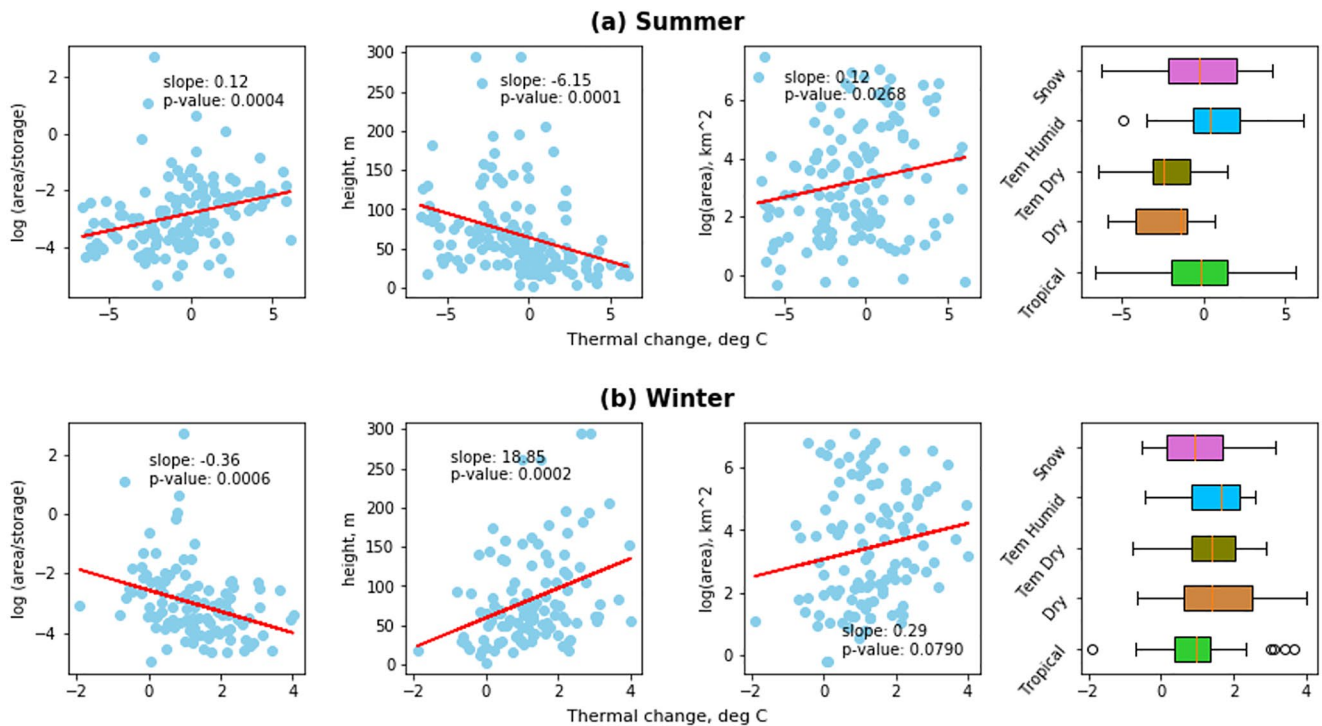 (a) Summer
log (area/storage)
2
0
−2
−4
slope: 0.12
p-value: 0.0004
−5
0
5
height, m
300
250
200
150
100
50
0
slope: -6.15
p-value: 0.0001
−5
0
5
log(area), km^2
6
4
2
0
slope: 0.12
p-value: 0.0268
−5
0
5
Snow
Tem Humid
Tem Dry
Dry
Tropical
−5
0
5
Thermal change, deg C
(b) Winter
log (area/storage)
2
0
−2
−4
slope: -0.36
p-value: 0.0006
−2
0
2
4
height, m
300
250
200
150
100
50
0
slope: 18.85
p-value: 0.0002
−2
0
2
4
log(area), km^2
6
4
2
0
slope: 0.29
p-value: 0.0790
−2
0
2
4
Snow
Tem Humid
Tem Dry
Dry
Tropical
−2
0
2
4
Thermal change, deg C